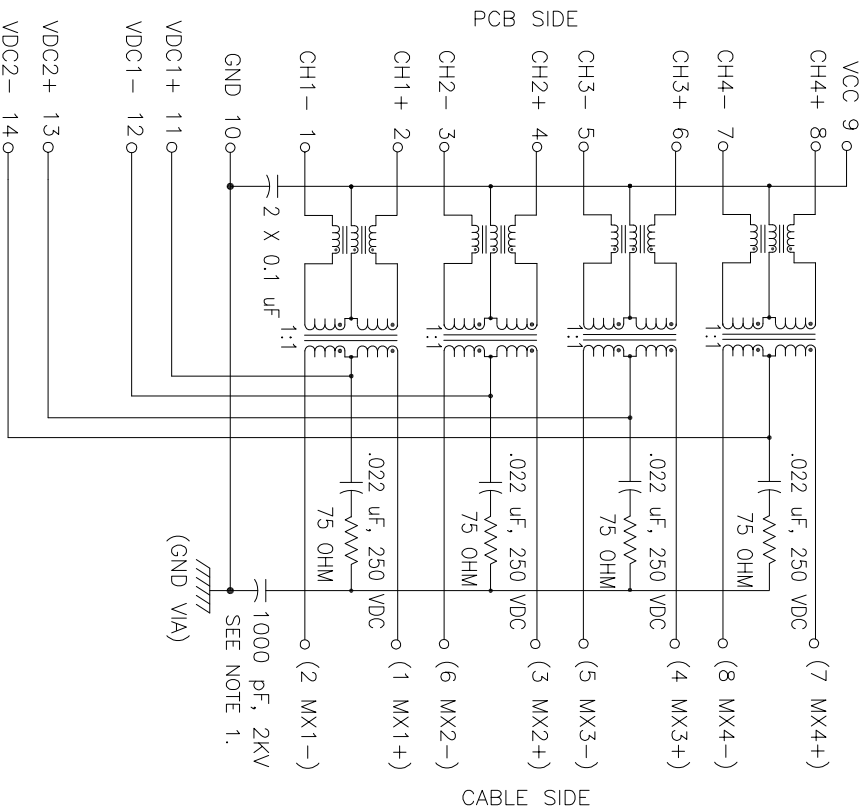 PCB SIDE
VCC 9
CH4+ 8
CH4- 7
CH3+ 6
CH3- 5
CH2+ 4
CH2- 3
CH1+ 2
CH1- 1
GND 10
VDC1+ 11
VDC1- 12
VDC2+ 13
VDC2- 14
2 X 0.1 uF
1:1
1:1
1:1
1:1
.022 uF, 250 VDC
75 OHM
.022 uF, 250 VDC
75 OHM
.022 uF, 250 VDC
75 OHM
.022 uF, 250 VDC
75 OHM
(7 MX4+)
(8 MX4-)
(4 MX3+)
(5 MX3-)
(3 MX2+)
(6 MX2-)
(1 MX1+)
(2 MX1-)
1000 pF, 2KV
SEE NOTE 1.
(GND VIA)
CABLE SIDE